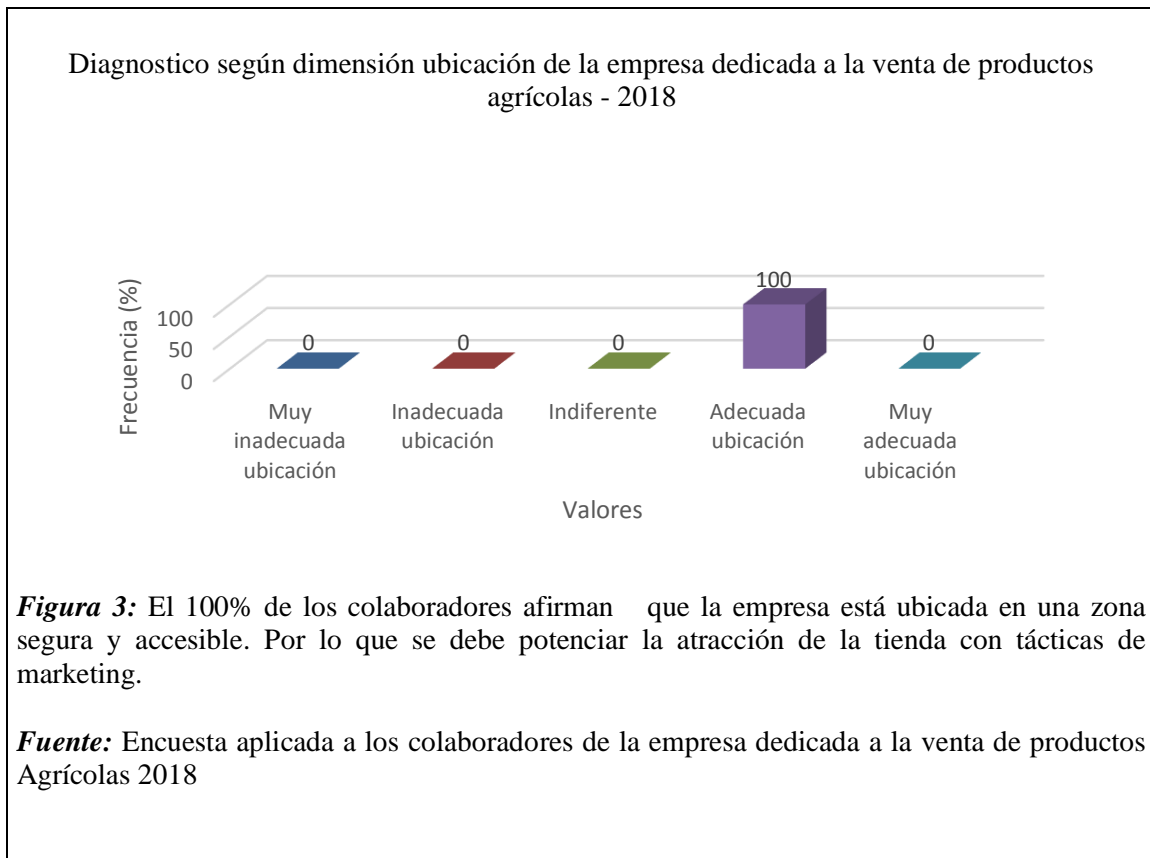 Diagnostico según dimensión ubicación de la empresa dedicada a la venta de productos
agrícolas - 2018
Frecuencia (%)
100
50
0
0
0
0
100
0
Muy
inadecuada
ubicación
Inadecuada
ubicación
Indiferente
Adecuada
ubicación
Muy
adecuada
ubicación
Valores
Figura 3: El 100% de los colaboradores afirman que la empresa está ubicada en una zona
segura y accesible. Por lo que se debe potenciar la atracción de la tienda con tácticas de
marketing.
Fuente: Encuesta aplicada a los colaboradores de la empresa dedicada a la venta de productos
Agrícolas 2018